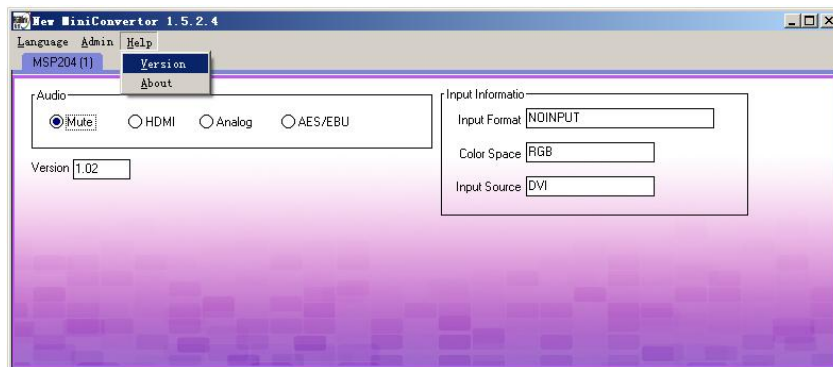 New MiniConvertor 1.5.2.4
Language Admin Help
MSP204 (1)
Version
About
Audio
Mute HDMI Analog AES/EBU
Version 1.02
Input Informatio
Input Format NOINPUT
Color Space RGB
Input Source DVI